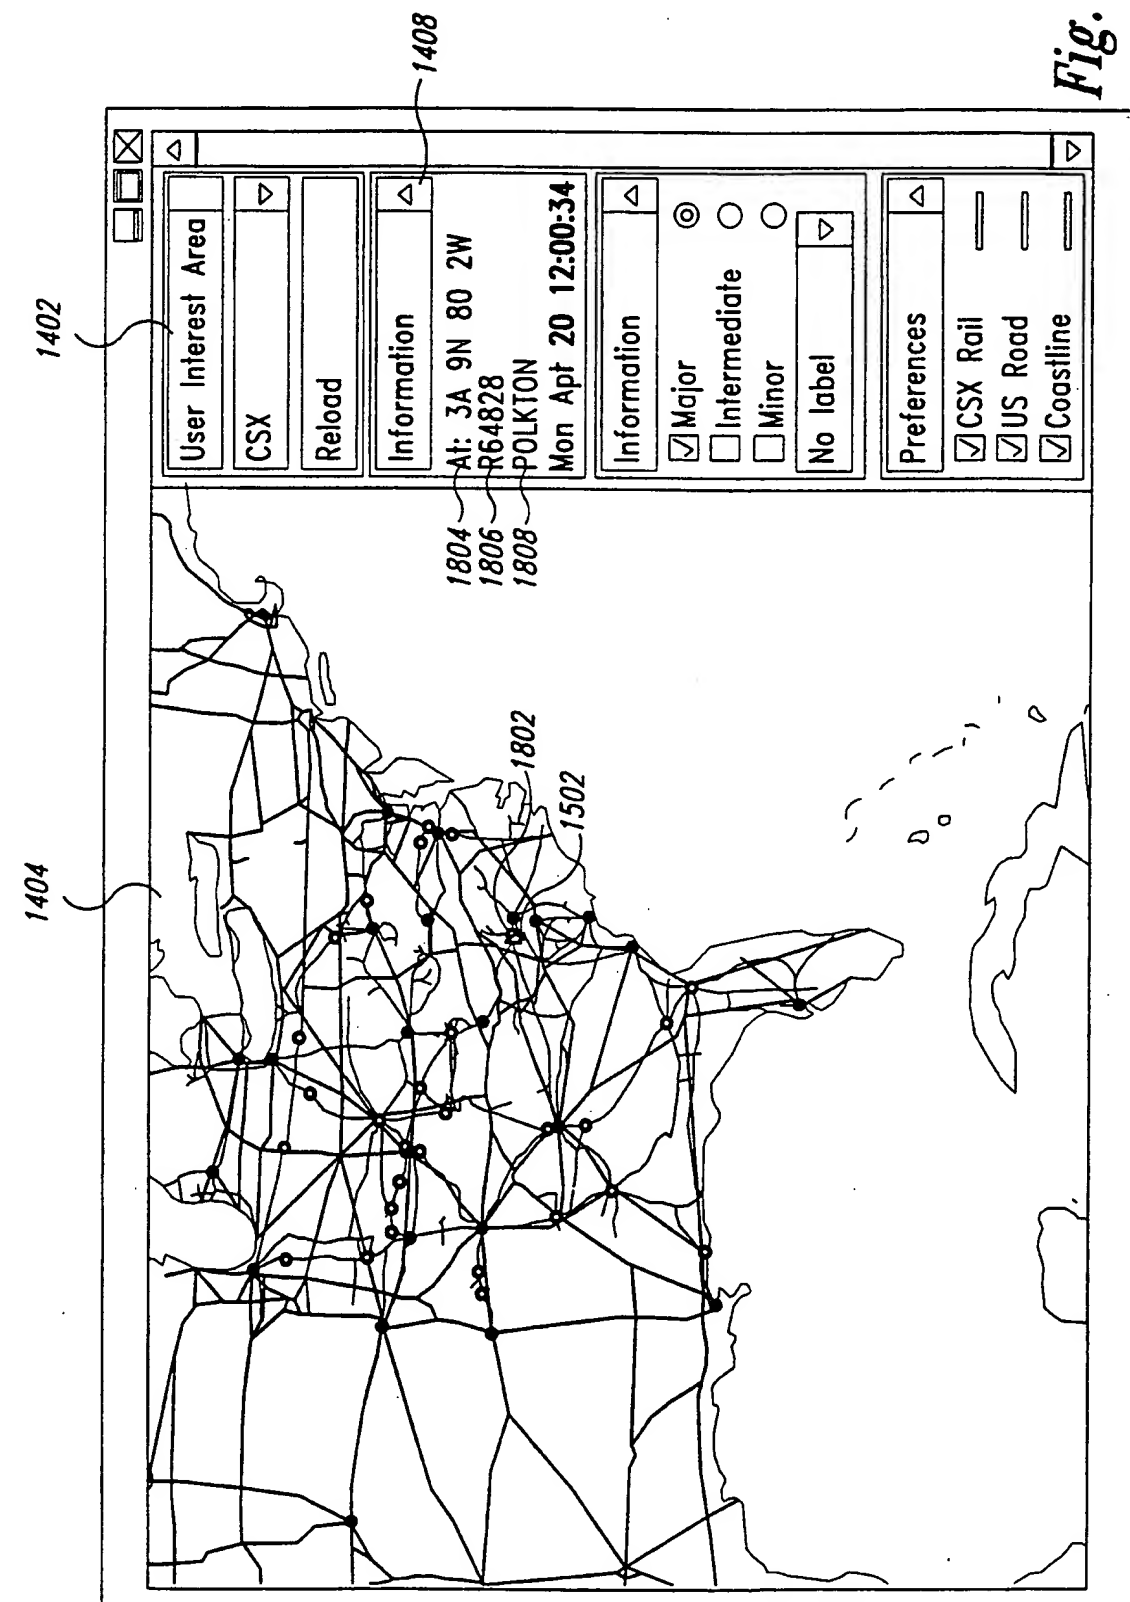 1404
1402
1408
User Interest Area
CSX
Reload
Information
1804 At: 3A 9N 80 2W
1806 R64828
1808 POLKTON
Mon Apt 20 12:00:34
Information
Major
Intermediate
Minor
No label
Preferences
CSX Rail
US Road
Coastline
1802
1502
Fig.